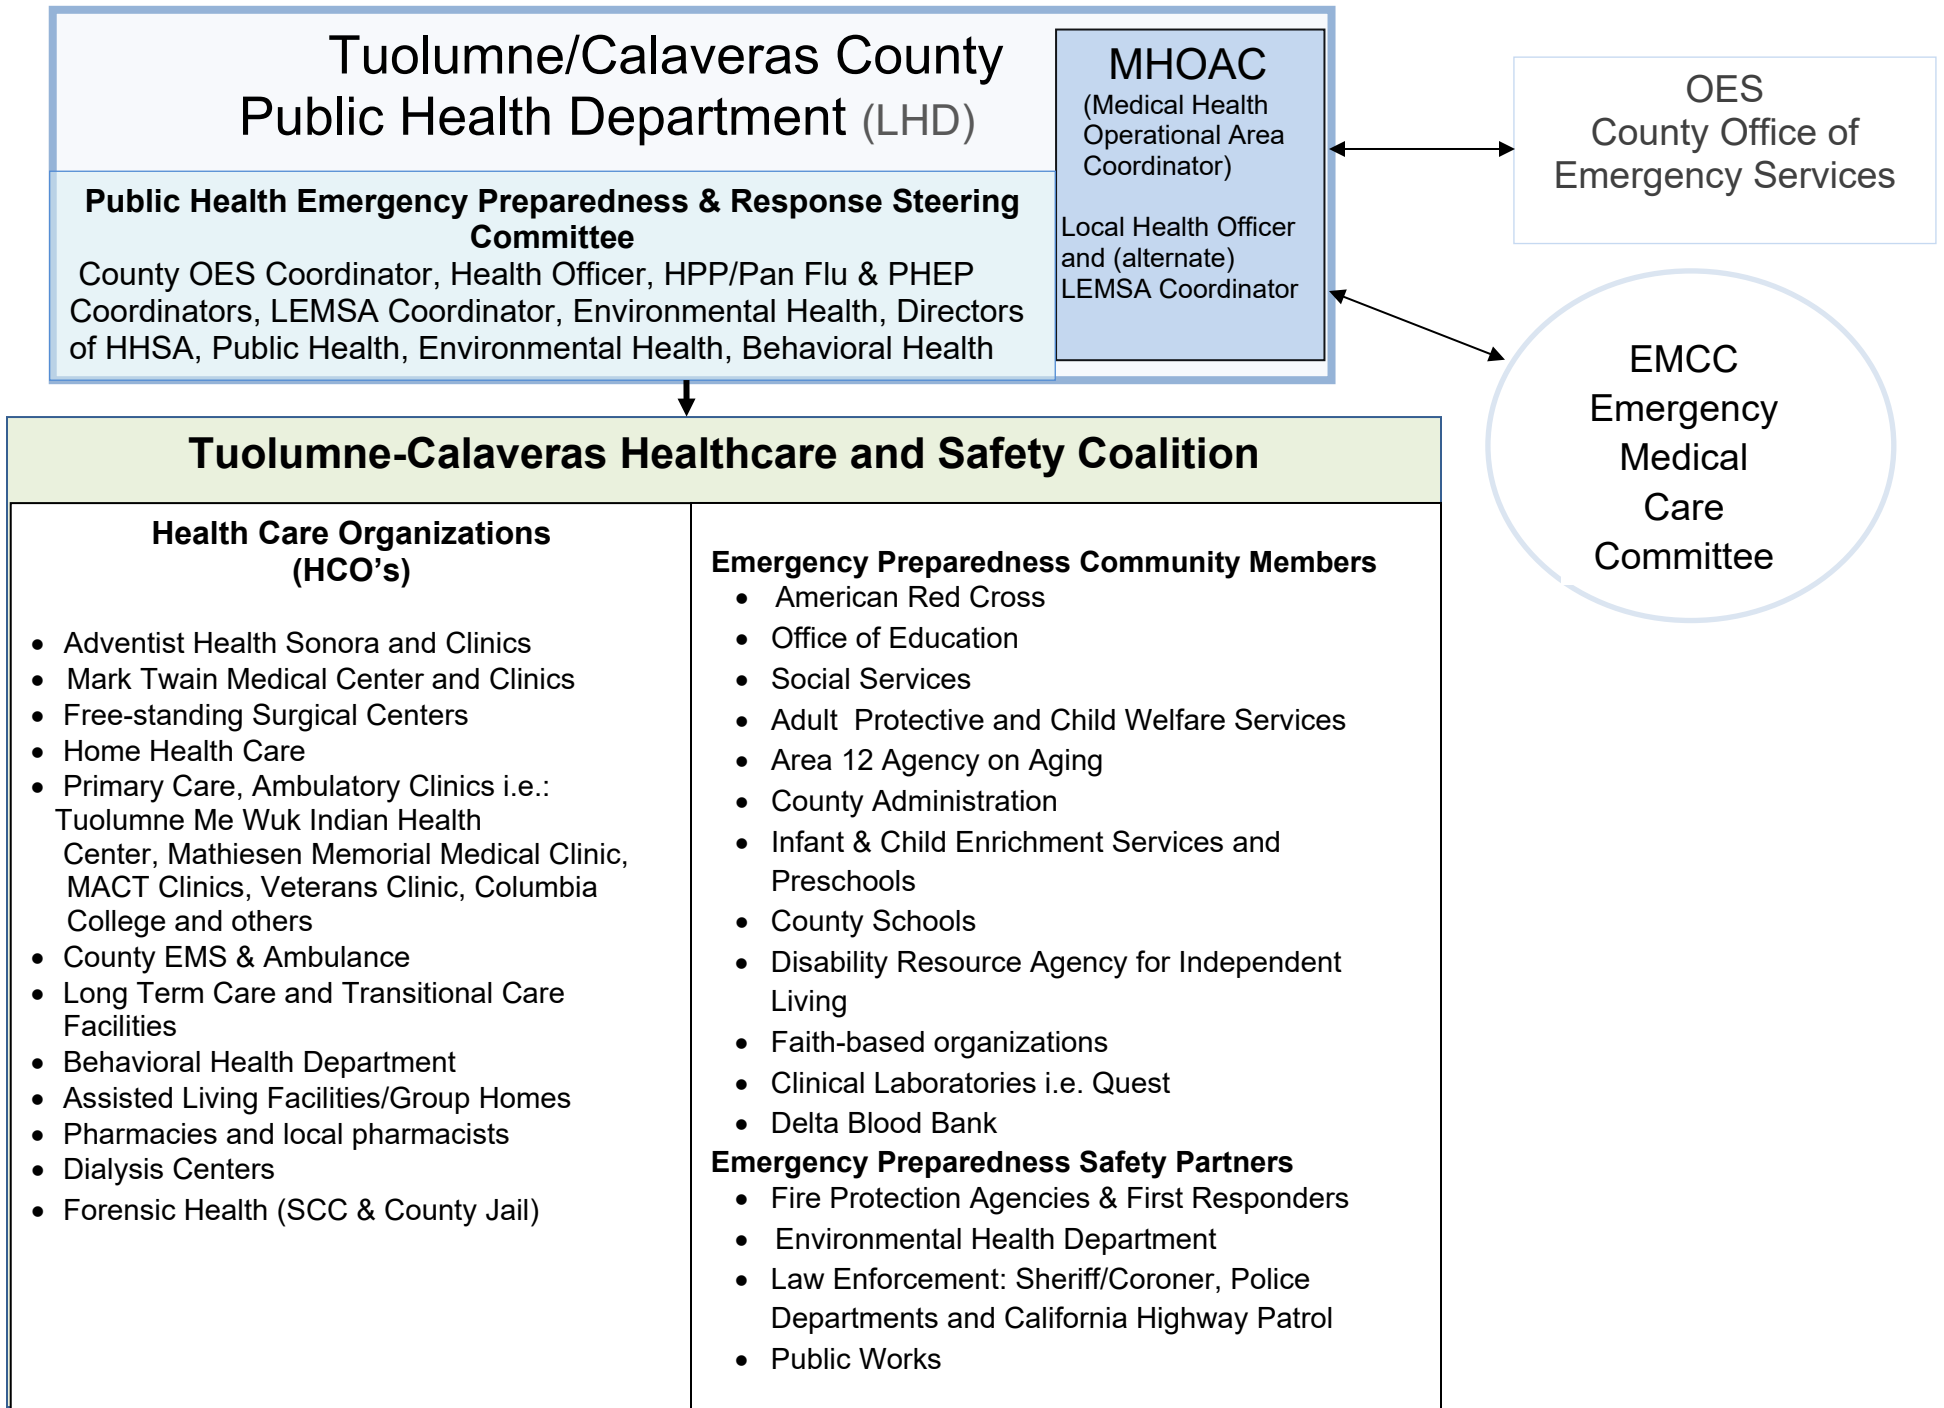 Tuolumne/Calaveras County
Public Health Department (LHD)
Public Health Emergency Preparedness & Response Steering
Committee
County OES Coordinator, Health Officer, HPP/Pan Flu & PHEP
Coordinators, LEMSA Coordinator, Environmental Health, Directors
of HHSA, Public Health, Environmental Health, Behavioral Health
MHOAC
(Medical Health
Operational Area
Coordinator)
Local Health Officer
and (alternate)
LEMSA Coordinator
OES
County Office of
Emergency Services
EMCC
Emergency
Medical
Care
Committee
Tuolumne-Calaveras Healthcare and Safety Coalition
Health Care Organizations
(HCO’s)
• Adventist Health Sonora and Clinics
• Mark Twain Medical Center and Clinics
• Free-standing Surgical Centers
• Home Health Care
• Primary Care, Ambulatory Clinics i.e.:
Tuolumne Me Wuk Indian Health
Center, Mathiesen Memorial Medical Clinic,
MACT Clinics, Veterans Clinic, Columbia
College and others
• County EMS & Ambulance
• Long Term Care and Transitional Care
Facilities
• Behavioral Health Department
• Assisted Living Facilities/Group Homes
• Pharmacies and local pharmacists
• Dialysis Centers
• Forensic Health (SCC & County Jail)
Emergency Preparedness Community Members
• American Red Cross
• Office of Education
• Social Services
• Adult  Protective and Child Welfare Services
• Area 12 Agency on Aging
• County Administration
• Infant & Child Enrichment Services and
Preschools
• County Schools
• Disability Resource Agency for Independent
Living
• Faith-based organizations
• Clinical Laboratories i.e. Quest
• Delta Blood Bank
Emergency Preparedness Safety Partners
• Fire Protection Agencies & First Responders
• Environmental Health Department
• Law Enforcement: Sheriff/Coroner, Police
Departments and California Highway Patrol
• Public Works